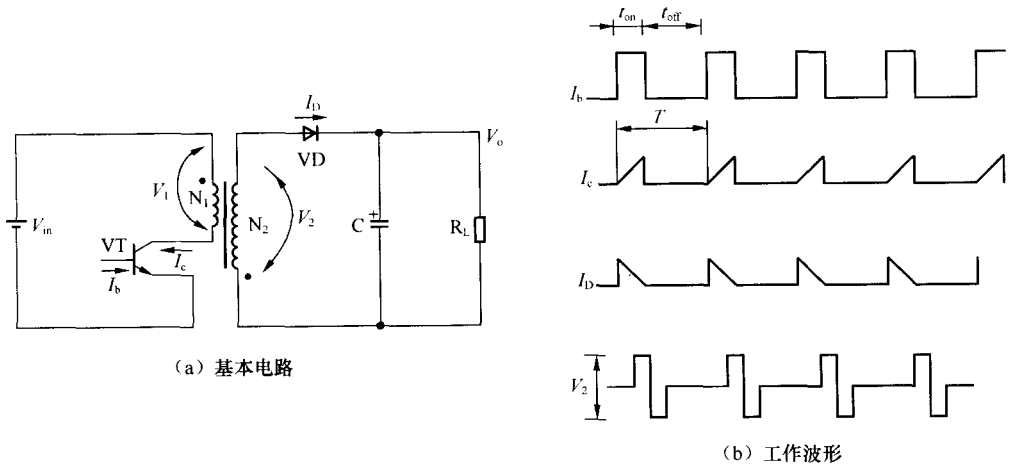 I_D
VD
V_o
V_1
N_1
N_2
V_2
C
+
R_L
V_in
VT
I_c
I_b
(a) 基本电路
t_on
t_off
I_b
T
I_c
I_D
V_2
(b) 工作波形